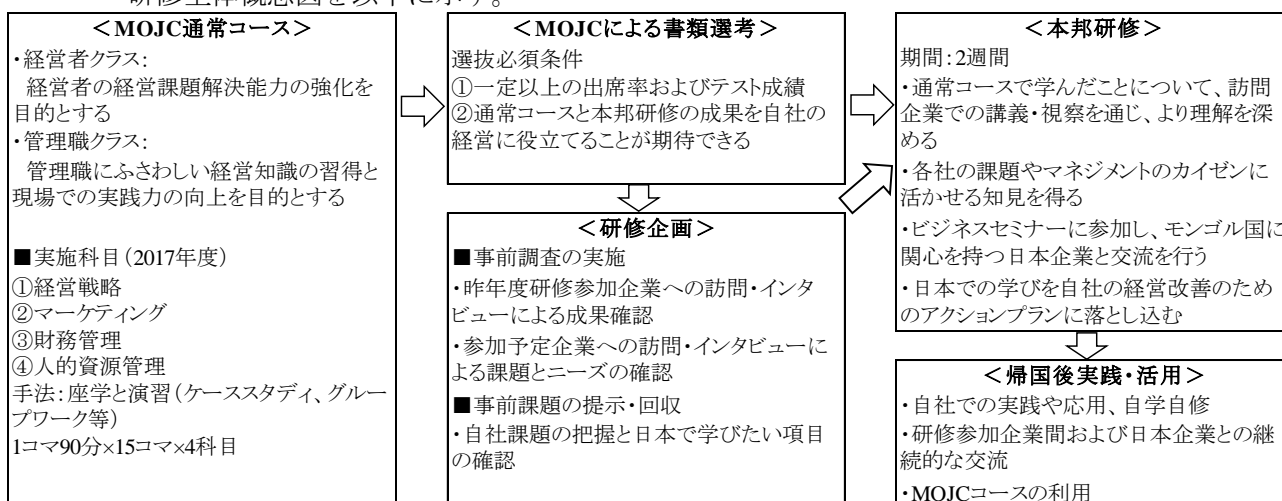 研修全体概念図を以下に示す。
＜MOJC通常コース＞
・経営者クラス：
経営者の経営課題解決能力の強化を
目的とする
・管理職クラス：
管理職にふさわしい経営知識の習得と
現場での実践力の向上を目的とする
■実施科目（2017年度）
①経営戦略
②マーケティング
③財務管理
④人的資源管理
手法：座学と演習（ケーススタディ、グルー
プワーク等）
1コマ90分×15コマ×4科目
＜MOJCによる書類選考＞
選抜必須条件
①一定以上の出席率およびテスト成績
②通常コースと本邦研修の成果を自社の
経営に役立てることが期待できる
＜研修企画＞
■事前調査の実施
・昨年度研修参加企業への訪問・インタ
ビューによる成果確認
・参加予定企業への訪問・インタビューに
よる課題とニーズの確認
■事前課題の提示・回収
・自社課題の把握と日本で学びたい項目
の確認
＜本邦研修＞
期間：2週間
・通常コースで学んだことについて、訪問
企業での講義・視察を通じ、より理解を深
める
・各社の課題やマネジメントのカイゼンに
活かせる知見を得る
・ビジネスセミナーに参加し、モンゴル国に
関心を持つ日本企業と交流を行う
・日本での学びを自社の経営改善のため
のアクションプランに落とし込む
＜帰国後実践・活用＞
・自社での実践や応用、自学自修
・研修参加企業間および日本企業との継
続的な交流
・MOJCコースの利用